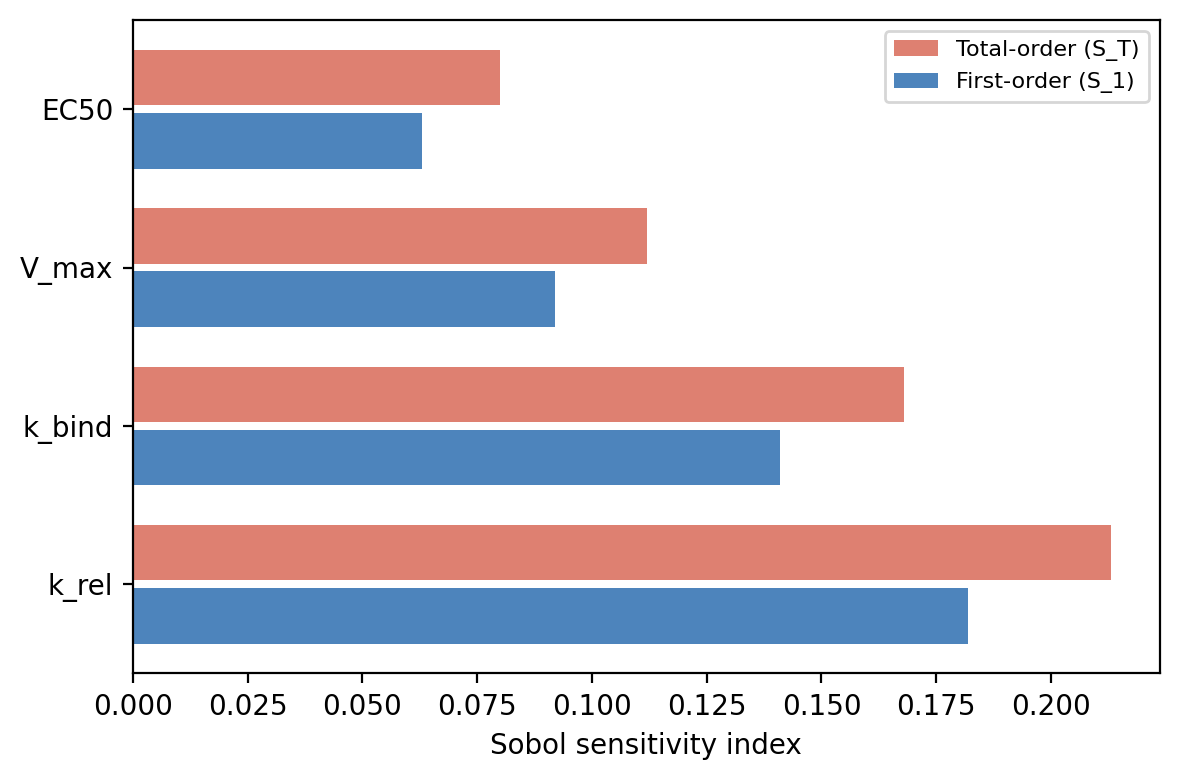 Total-order (S_T)
First-order (S_1)
EC50
V_max
k_bind
k_rel
0.000 0.025 0.050 0.075 0.100 0.125 0.150 0.175 0.200
Sobol sensitivity index